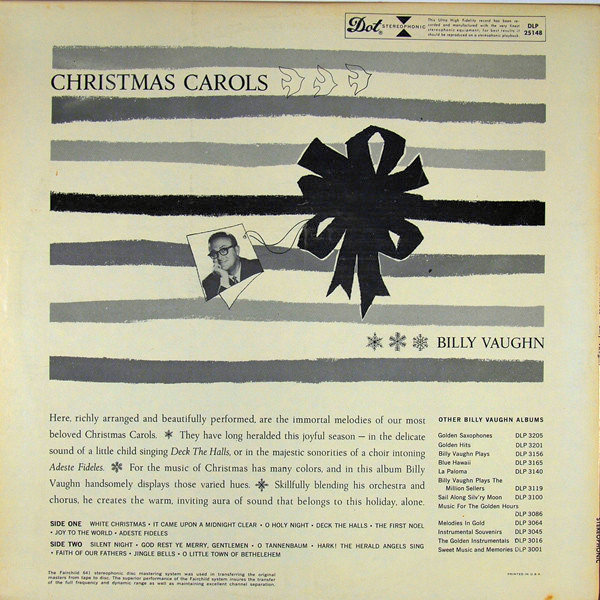 Dot STEREOPHONIC
This Ultra High Fidelity record has been re-
corded and manufactured with the very finest
stereophonic equipment. For best results it
should be reproduced on a stereophonic playback.
DLP
25148
CHRISTMAS CAROLS
BILLY VAUGHN
Here, richly arranged and beautifully performed, are the immortal melodies of our most
beloved Christmas Carols. They have long heralded this joyful season — in the delicate
sound of a little child singing Deck The Halls, or in the majestic sonorities of a choir intoning
Adeste Fideles. For the music of Christmas has many colors, and in this album Billy
Vaughn handsomely displays those varied hues. Skillfully blending his orchestra and
chorus, he creates the warm, inviting aura of sound that belongs to this holiday, alone.
SIDE ONE WHITE CHRISTMAS • IT CAME UPON A MIDNIGHT CLEAR • O HOLY NIGHT • DECK THE HALLS • THE FIRST NOEL
• JOY TO THE WORLD • ADESTE FIDELES
SIDE TWO SILENT NIGHT • GOD REST YE MERRY, GENTLEMEN • O TANNENBAUM • HARK! THE HERALD ANGELS SING
• FAITH OF OUR FATHERS • JINGLE BELLS • O LITTLE TOWN OF BETHELEHEM
The Fairchild 641 stereophonic disc mastering system was used in transferring the original
masters from tape to disc. The superior performance of the Fairchild system insures the transfer
of the full frequency and dynamic range as well as maintaining excellent channel separation.
OTHER BILLY VAUGHN ALBUMS
Golden Saxophones DLP 3205
Golden Hits DLP 3201
Billy Vaughn Plays DLP 3156
Blue Hawaii DLP 3165
La Paloma DLP 3140
Billy Vaughn Plays The
Million Sellers DLP 3119
Sail Along Silv'ry Moon DLP 3100
Music For The Golden Hours
DLP 3086
Melodies In Gold DLP 3064
Instrumental Souvenirs DLP 3045
The Golden Instrumentals DLP 3016
Sweet Music and Memories DLP 3001
PRINTED IN U.S.A.